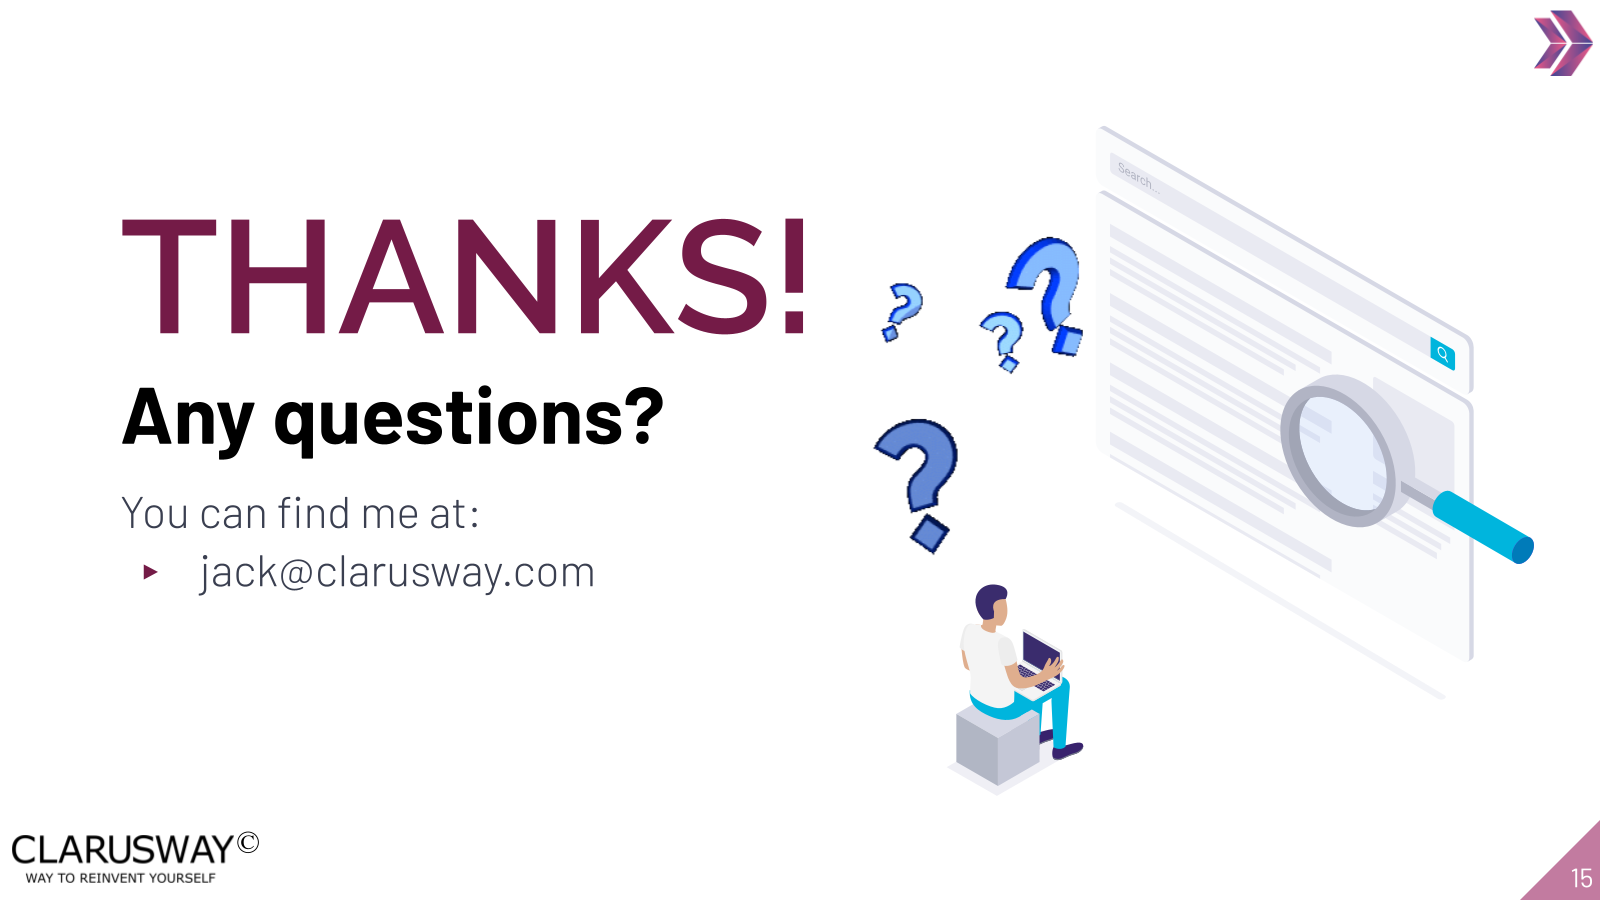 THANKS!
Any questions?
You can find me at:
▸ jack@clarusway.com
Search...
CLARUSWAY©
WAY TO REINVENT YOURSELF
15